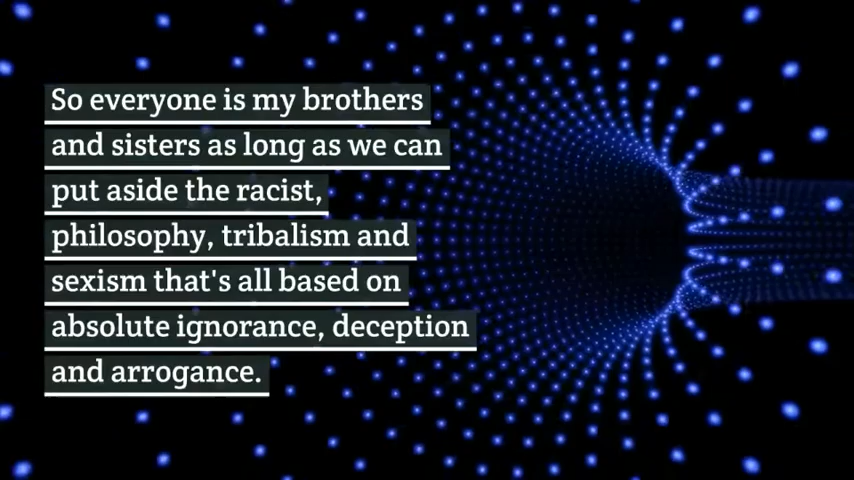 So everyone is my brothers
and sisters as long as we can
put aside the racist,
philosophy, tribalism and
sexism that's all based on
absolute ignorance, deception
and arrogance.